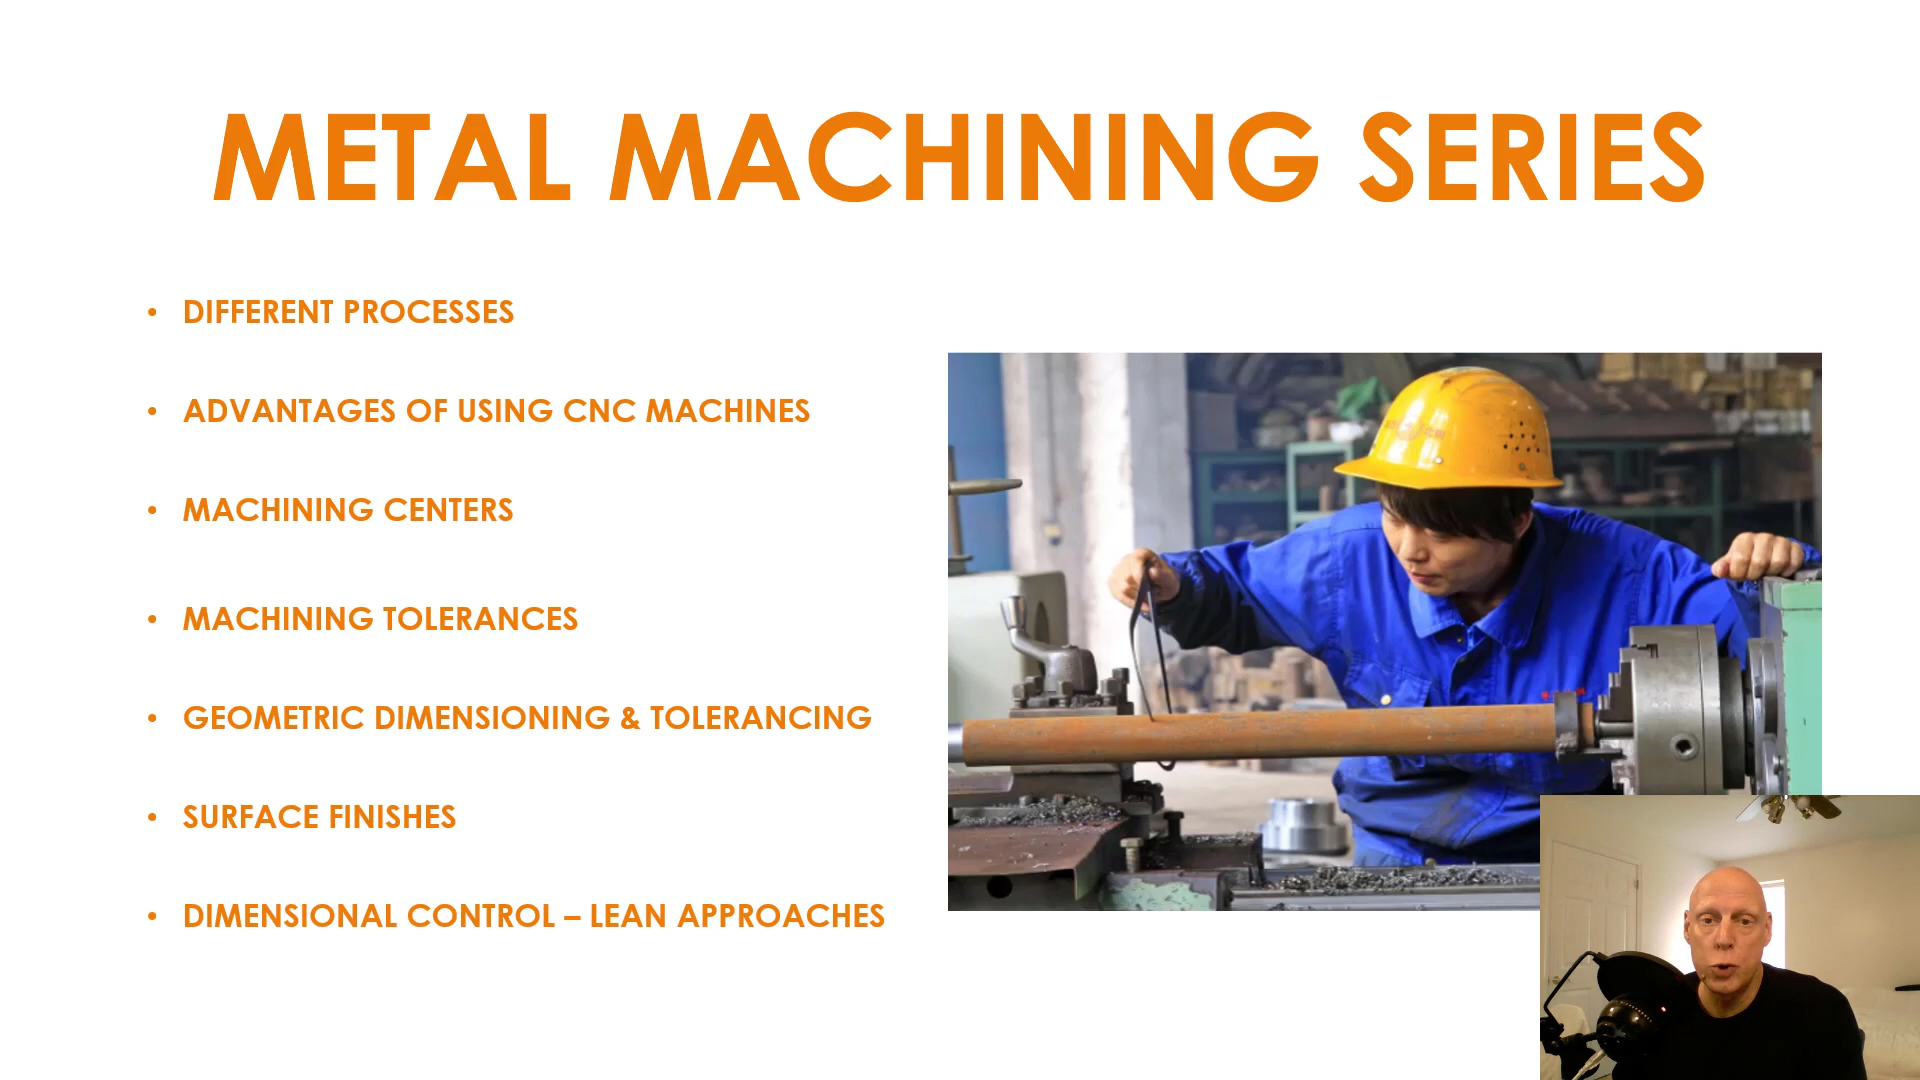 METAL MACHINING SERIES
• DIFFERENT PROCESSES
• ADVANTAGES OF USING CNC MACHINES
• MACHINING CENTERS
• MACHINING TOLERANCES
• GEOMETRIC DIMENSIONING & TOLERANCING
• SURFACE FINISHES
• DIMENSIONAL CONTROL – LEAN APPROACHES